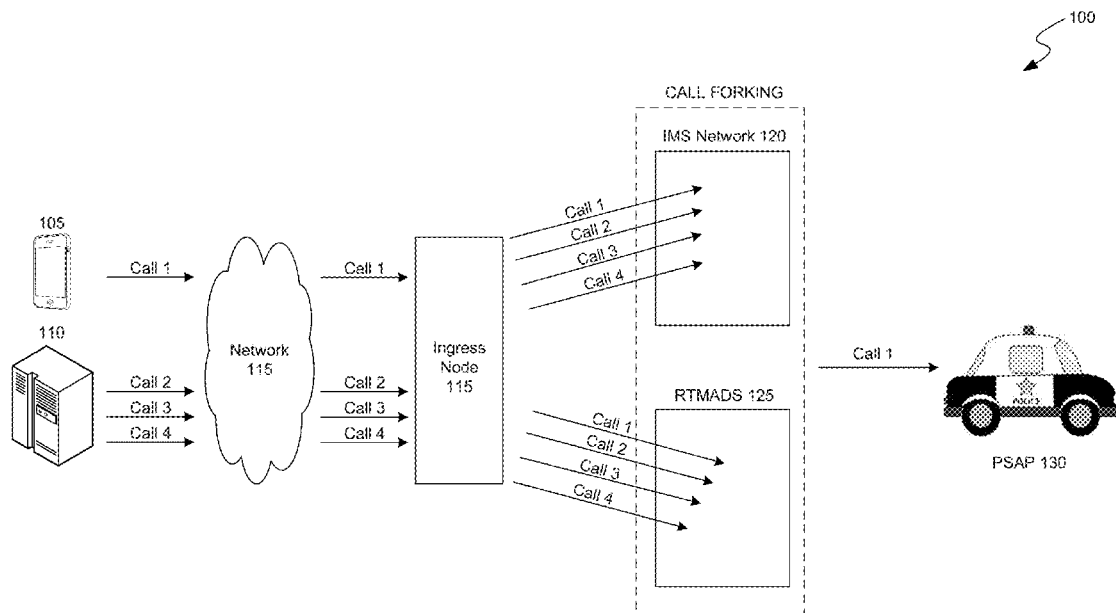 100
CALL FORKING
IMS Network 120
Call 1
Call 2
Call 3
Call 4
105
Call 1
Call 1
110
Network
115
Ingress
Node
115
Call 1
POLICE
PSAP 130
Call 2
Call 3
Call 4
Call 2
Call 3
Call 4
RTMADS 125
Call 1
Call 2
Call 3
Call 4